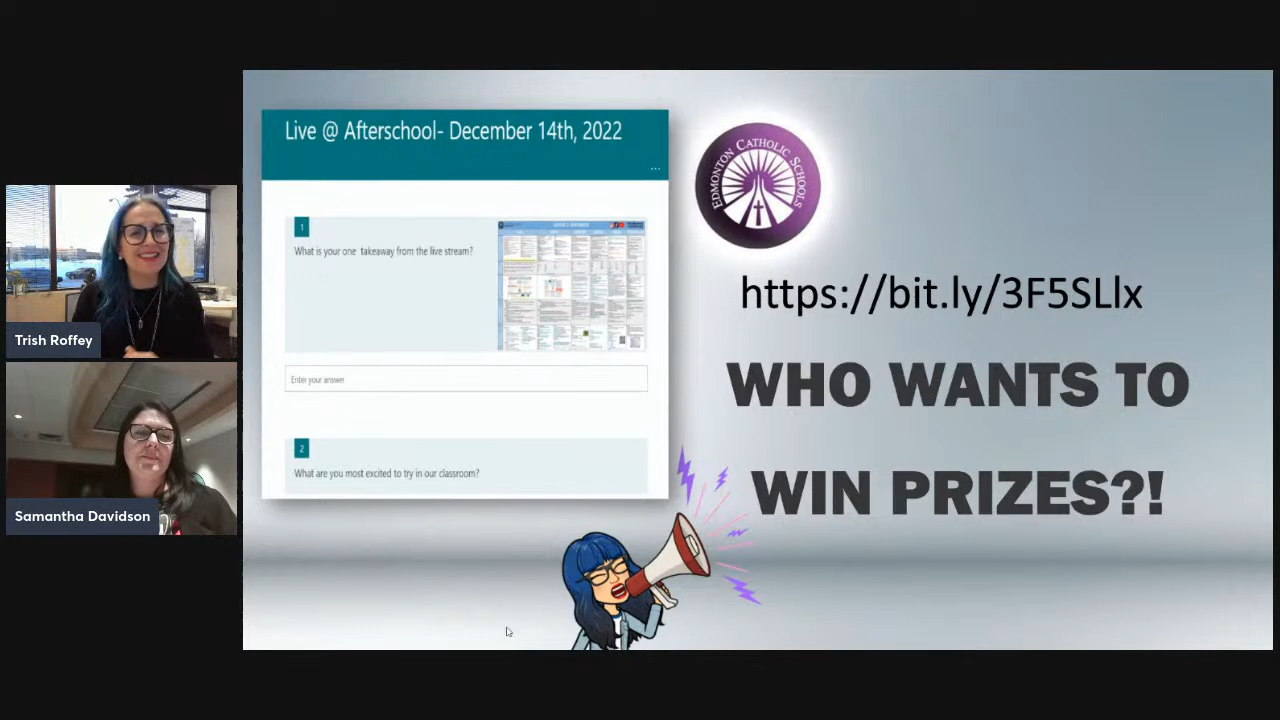 Live @ Afterschool- December 14th, 2022
1
What is your one takeaway from the live stream?
Enter your answer
2
What are you most excited to try in our classroom?
EDMONTON CATHOLIC SCHOOLS
https://bit.ly/3F5SLlx
WHO WANTS TO
WIN PRIZES?!
Trish Roffey
Samantha Davidson